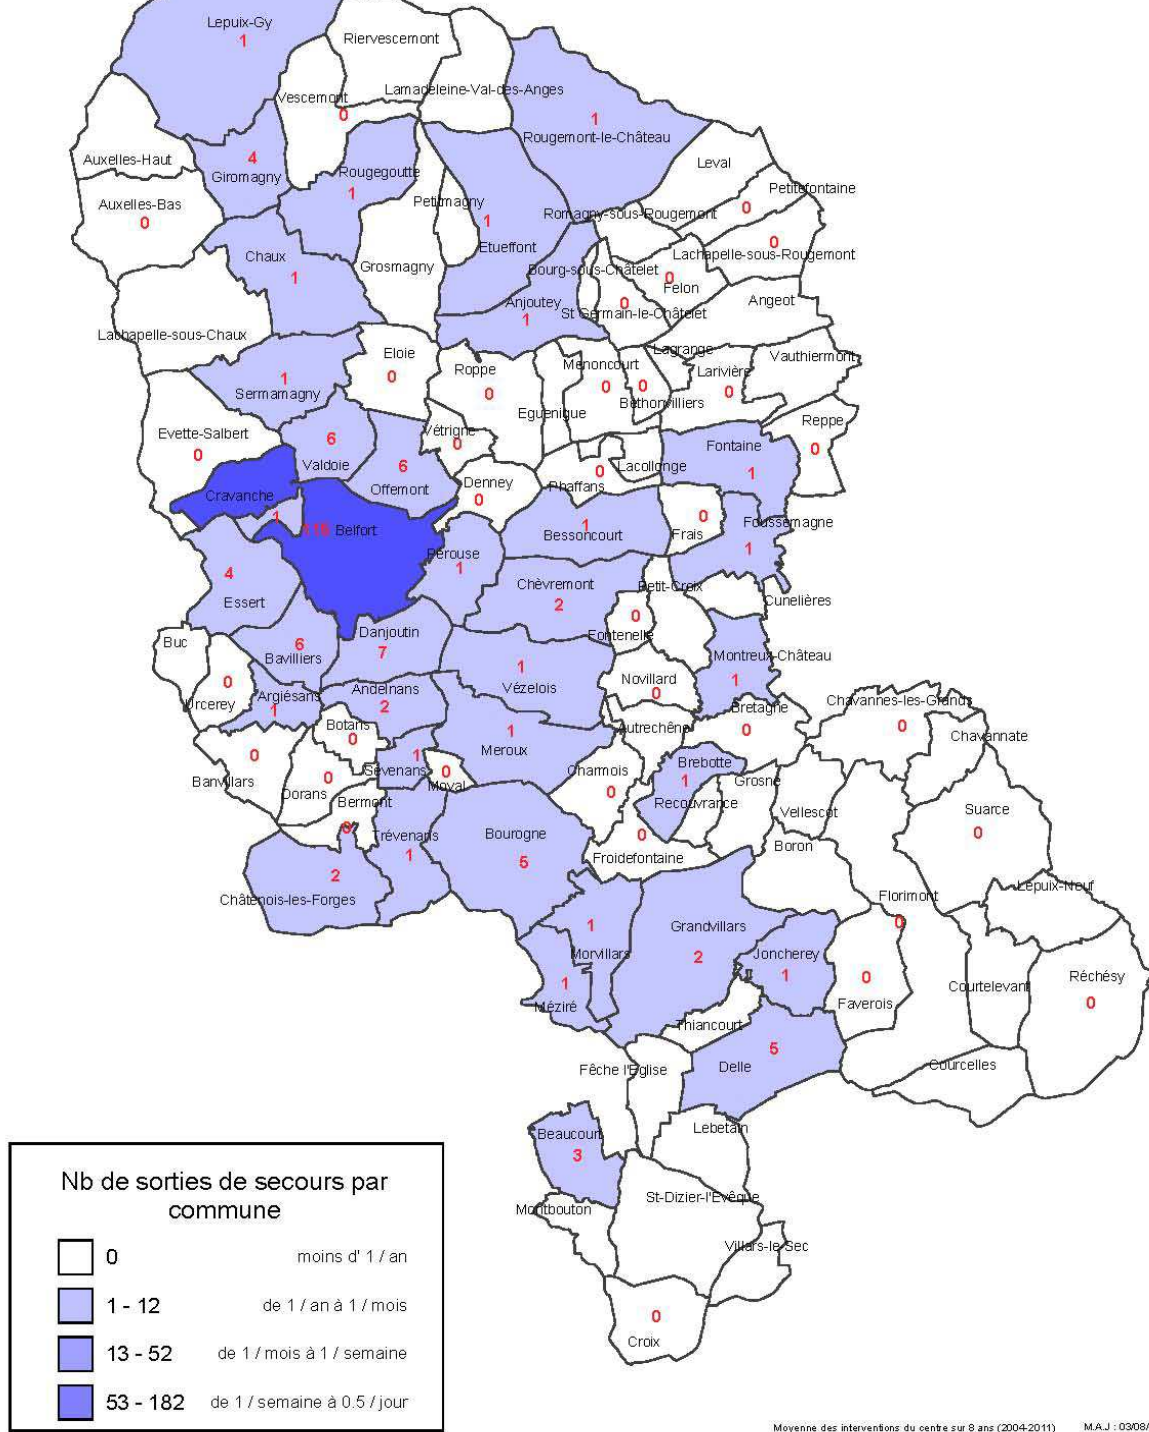 Lepuix-Gy
1
Riervescemont
Lamadeleine-Val-des-Anges
Vescemont
0
1
Rougemont-le-Château
Auxelles-Haut
4
Giromagny
Rougegoutte
1
Leval
Petitefontaine
0
Auxelles-Bas
0
Petitmagny
1
Etueffont
Romagny-sous-Rougemont
0
Lachapelle-sous-Rougemont
Chaux
1
Grosmagny
Bourg-sous-Châtelet
0
Felon
Anjoutey
1
0
St Germain-le-Châtelet
Angeot
Lachapelle-sous-Chaux
Eloie
0
Roppe
0
Menoncourt
0
Lagrange
0
Bethonvilliers
Larivière
0
Vauthiermont
1
Sermamagny
Eguenigue
Evette-Salbert
0
6
Valdoie
6
Offemont
Vétrigne
0
Fontaine
1
Reppe
0
Cravanche
1
Belfort
Denney
0
0
Phaffans
Lacollonge
1
Bessoncourt
0
Frais
Foussemagne
1
4
Essert
Pérouse
1
Chèvremont
2
Petit-Croix
0
Fontenelle
Cunelières
Buc
6
Bavilliers
Danjoutin
7
1
Vézelois
Novillard
0
Montreux-Château
1
0
Urcerey
Argiésans
1
Andelnans
2
Botans
0
1
Meroux
Autrechêne
Bretagne
0
Chavannes-les-Grands
0
Chavannate
0
Banvillars
0
Dorans
1
Sévenans
0
Moval
Charmois
0
Brebotte
1
Recouvrance
Grosne
Vellescot
Suarce
0
Bermont
0
Trévenans
1
Bourogne
5
0
Froidefontaine
Boron
2
Châtenois-les-Forges
Florimont
0
Lepuix-Neuf
1
Morvillars
Grandvillars
2
Joncherey
1
0
Faverois
Courtelevant
Réchésy
0
1
Méziré
Thiancourt
Fêche l'Eglise
5
Delle
Courcelles
Beaucourt
3
Lebetain
Montbouton
St-Dizier-l'Evêque
Villars-le-Sec
0
Croix
Nb de sorties de secours par
commune
0 moins d' 1 / an
1 - 12 de 1 / an à 1 / mois
13 - 52 de 1 / mois à 1 / semaine
53 - 182 de 1 / semaine à 0.5 / jour
Moyenne des interventions du centre sur 8 ans (2004-2011) M.A.J : 03/08/